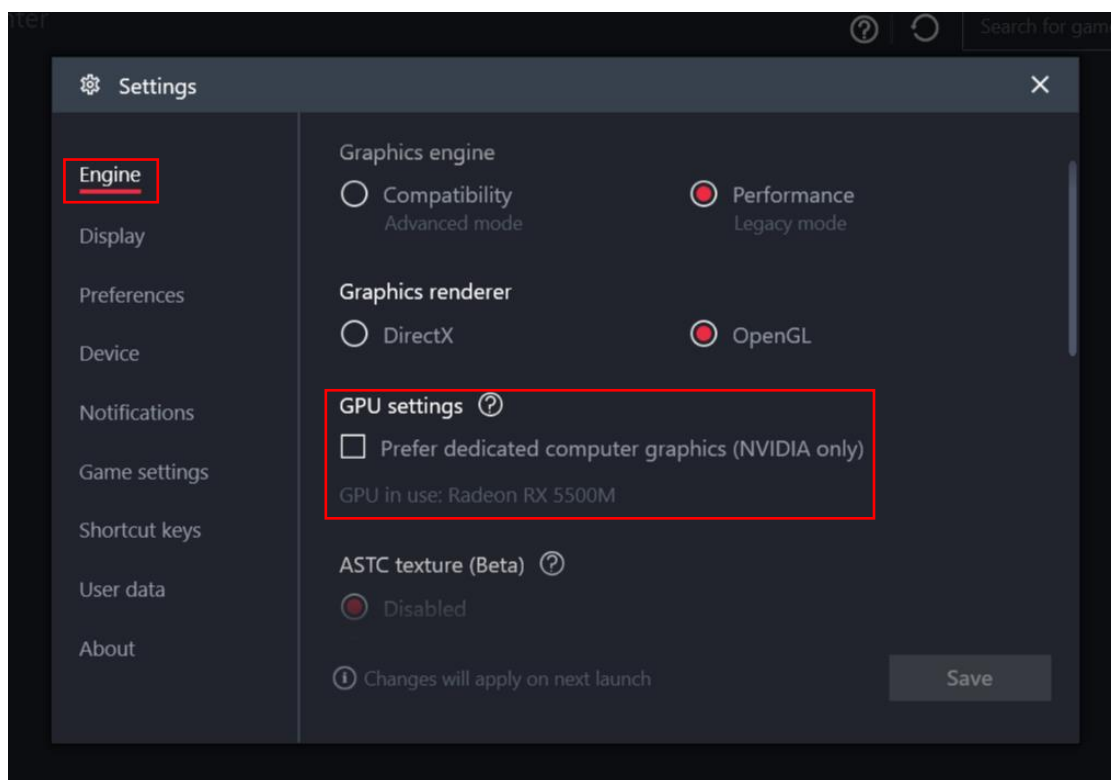 Search for
Settings
Engine
Display
Preferences
Device
Notifications
Game settings
Shortcut keys
User data
About
Graphics engine
Compatibility
Advanced mode
Performance
Legacy mode
Graphics renderer
DirectX
OpenGL
GPU settings
Prefer dedicated computer graphics (NVIDIA only)
GPU in use: Radeon RX 5500M
ASTC texture (Beta)
Disabled
Changes will apply on next launch
Save